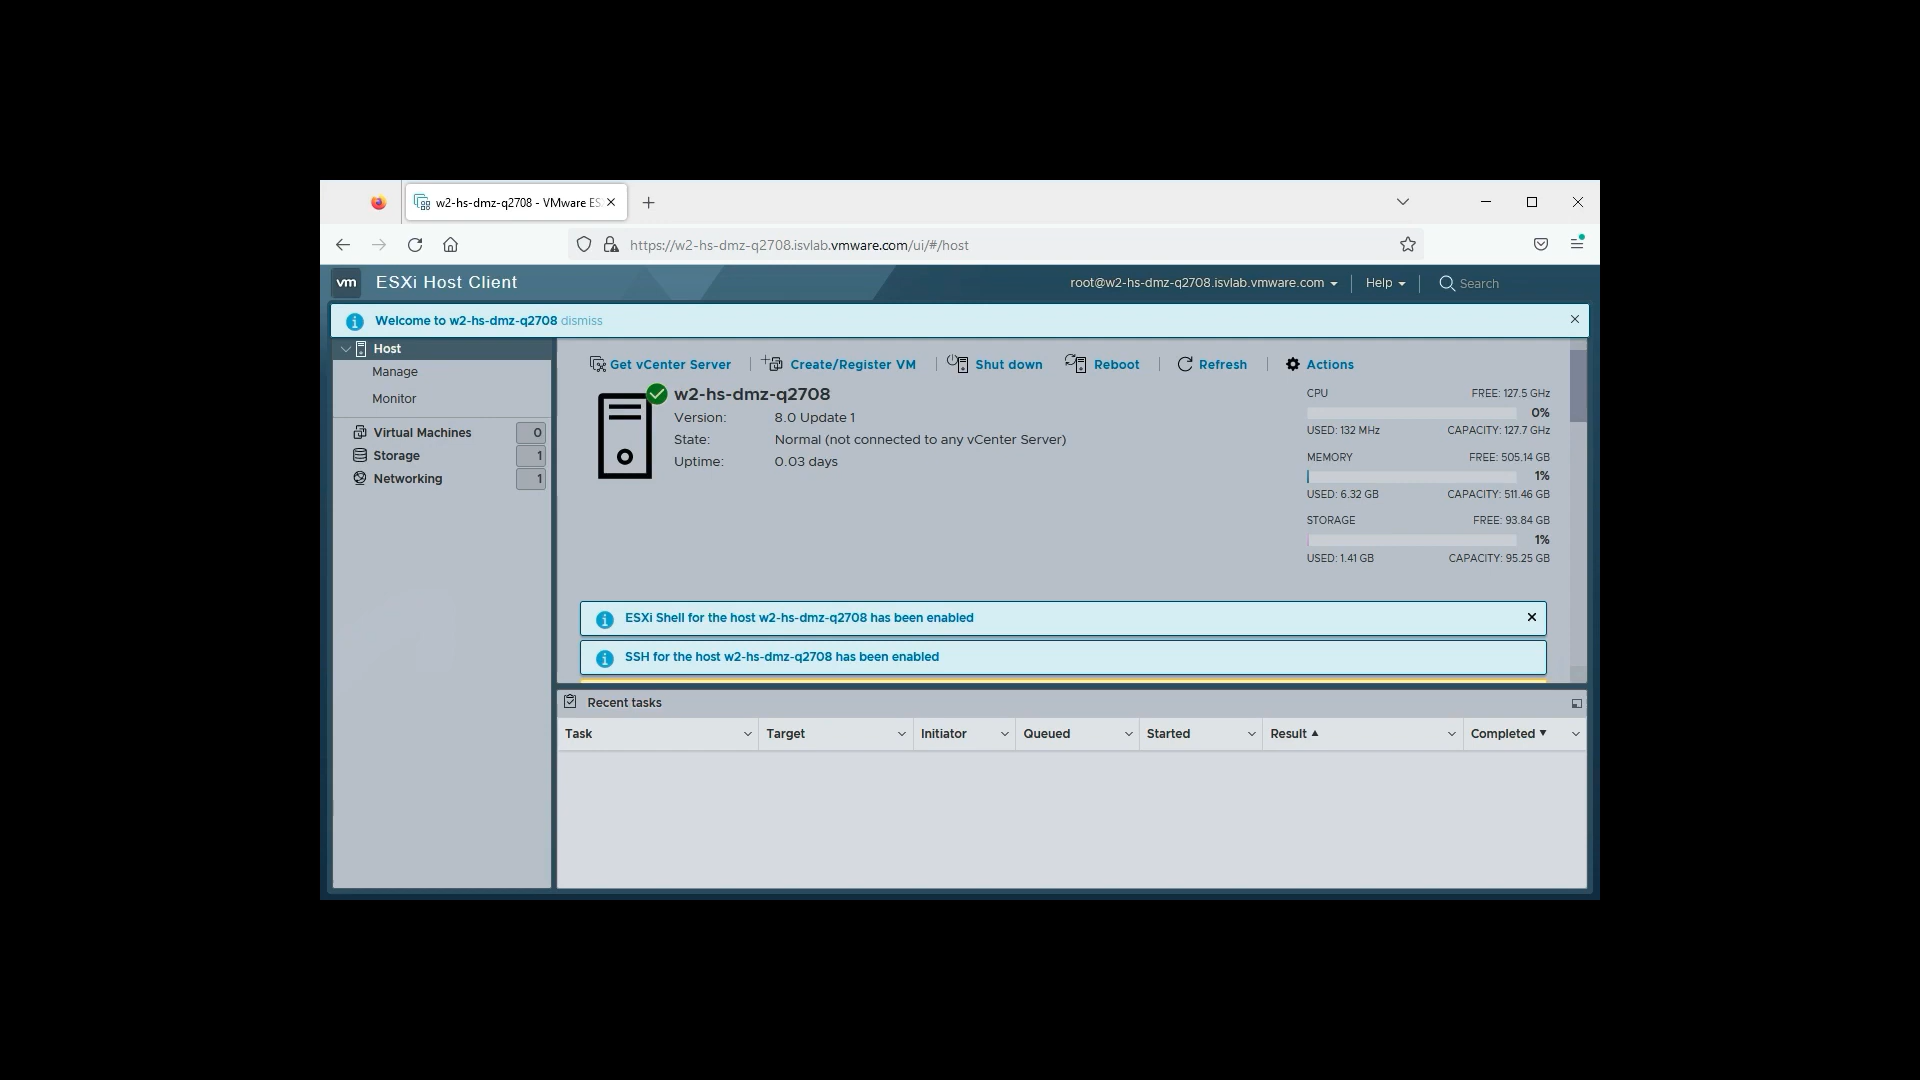 w2-hs-dmz-q2708 - VMware ES
https://w2-hs-dmz-q2708.isvlab.vmware.com/ui/#/host
vm ESXi Host Client root@w2-hs-dmz-q2708.isvlab.vmware.com Help Search
Welcome to w2-hs-dmz-q2708 dismiss
Host
Manage
Monitor
Virtual Machines 0
Storage 1
Networking 1
Get vCenter Server Create/Register VM Shut down Reboot Refresh Actions
w2-hs-dmz-q2708
Version: 8.0 Update 1
State: Normal (not connected to any vCenter Server)
Uptime: 0.03 days
CPU FREE: 127.5 GHz
0%
USED: 132 MHz CAPACITY: 127.7 GHz
MEMORY FREE: 505.14 GB
1%
USED: 6.32 GB CAPACITY: 511.46 GB
STORAGE FREE: 93.84 GB
1%
USED: 1.41 GB CAPACITY: 95.25 GB
ESXi Shell for the host w2-hs-dmz-q2708 has been enabled
SSH for the host w2-hs-dmz-q2708 has been enabled
Recent tasks
Task Target Initiator Queued Started Result Completed